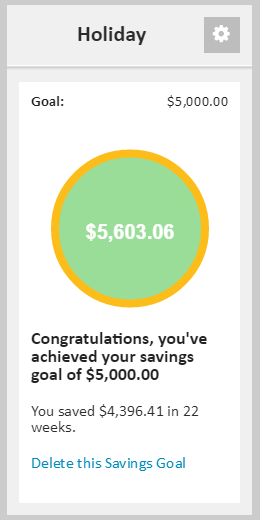 Holiday
Goal: $5,000.00
$5,603.06
Congratulations, you've
achieved your savings
goal of $5,000.00
You saved $4,396.41 in 22
weeks.
Delete this Savings Goal